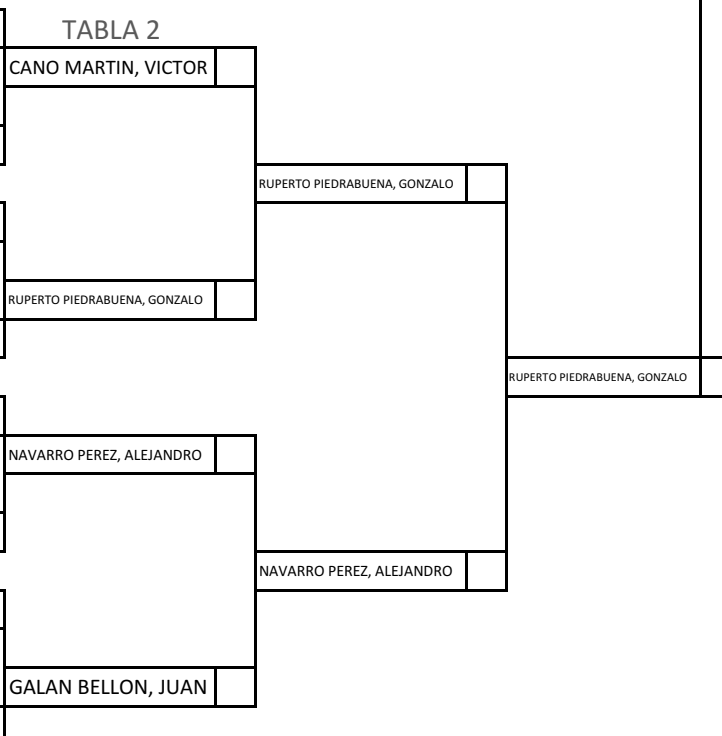 TABLA 2
CANO MARTIN, VICTOR
RUPERTO PIEDRABUENA, GONZALO
RUPERTO PIEDRABUENA, GONZALO
RUPERTO PIEDRABUENA, GONZALO
NAVARRO PEREZ, ALEJANDRO
NAVARRO PEREZ, ALEJANDRO
GALAN BELLON, JUAN